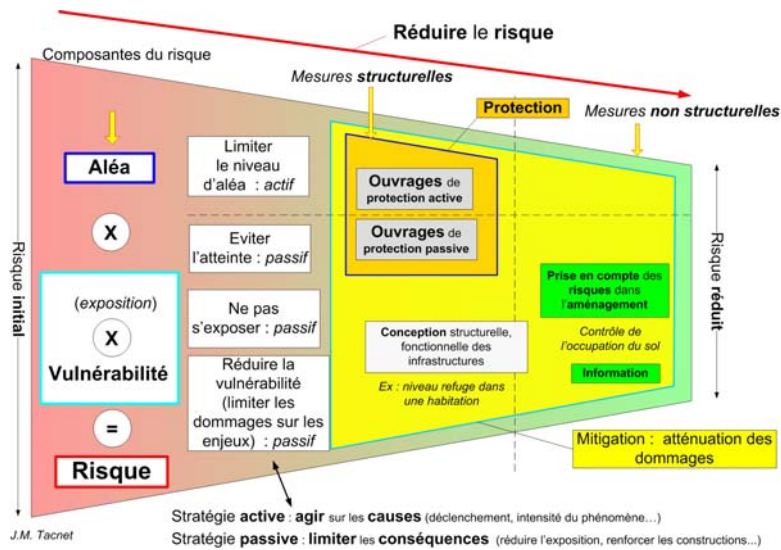 Réduire le risque
Composantes du risque
Mesures structurelles
Protection
Mesures non structurelles
Risque initial
Aléa
X
(exposition)
X
Vulnérabilité
=
Risque
Limiter
le niveau
d'aléa : actif
Eviter
l'atteinte : passif
Ne pas
s'exposer : passif
Réduire la
vulnérabilité
(limiter les
dommages sur les
enjeux) : passif
Ouvrages de
protection active
Ouvrages de
protection passive
Conception structurelle,
fonctionelle des
infrastructures
Ex : niveau refuge dans
une habitation
Prise en compte des
risques dans
l'aménagement
Contrôle de
l'occupation du sol
Information
Risque réduit
Mitigation : atténuation des
dommages
J.M. Tacnet
Stratégie active : agir sur les causes (déclenchement, intensité du phénomène...)
Stratégie passive : limiter les conséquences (réduire l'exposition, renforcer les constructions...)